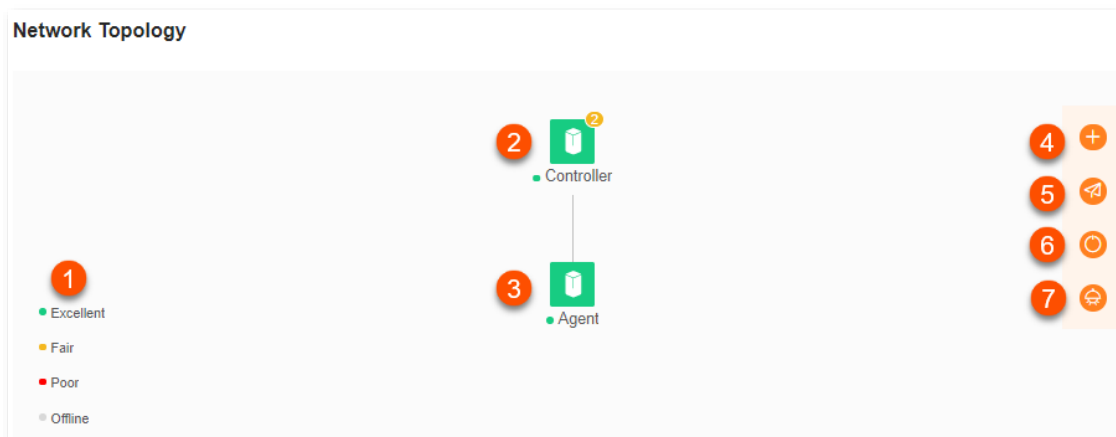 Network Topology
2
2
Controller
4
5
6
7
3
Agent
1
Excellent
Fair
Poor
Offline